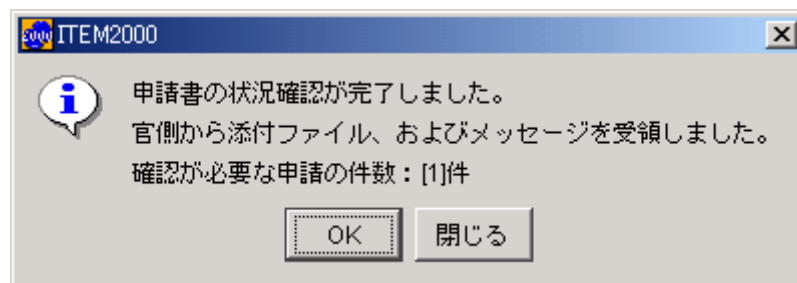 ITEM2000
申請書の状況確認が完了しました。
官側から添付ファイル、およびメッセージを受領しました。
確認が必要な申請の件数：[1]件
OK
閉じる